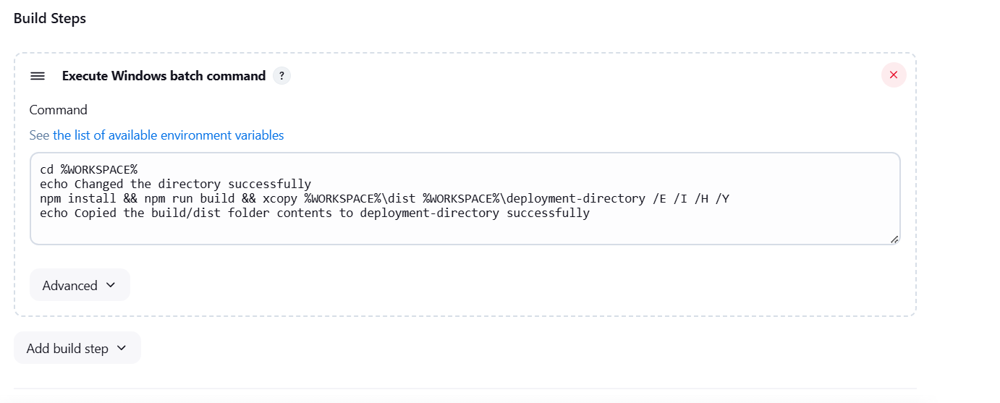 Build Steps
Execute Windows batch command ?
Command
See the list of available environment variables
cd %WORKSPACE%
echo Changed the directory successfully
npm install && npm run build && xcopy %WORKSPACE%\dist %WORKSPACE%\deployment-directory /E /I /H /Y
echo Copied the build/dist folder contents to deployment-directory successfully
Advanced
Add build step